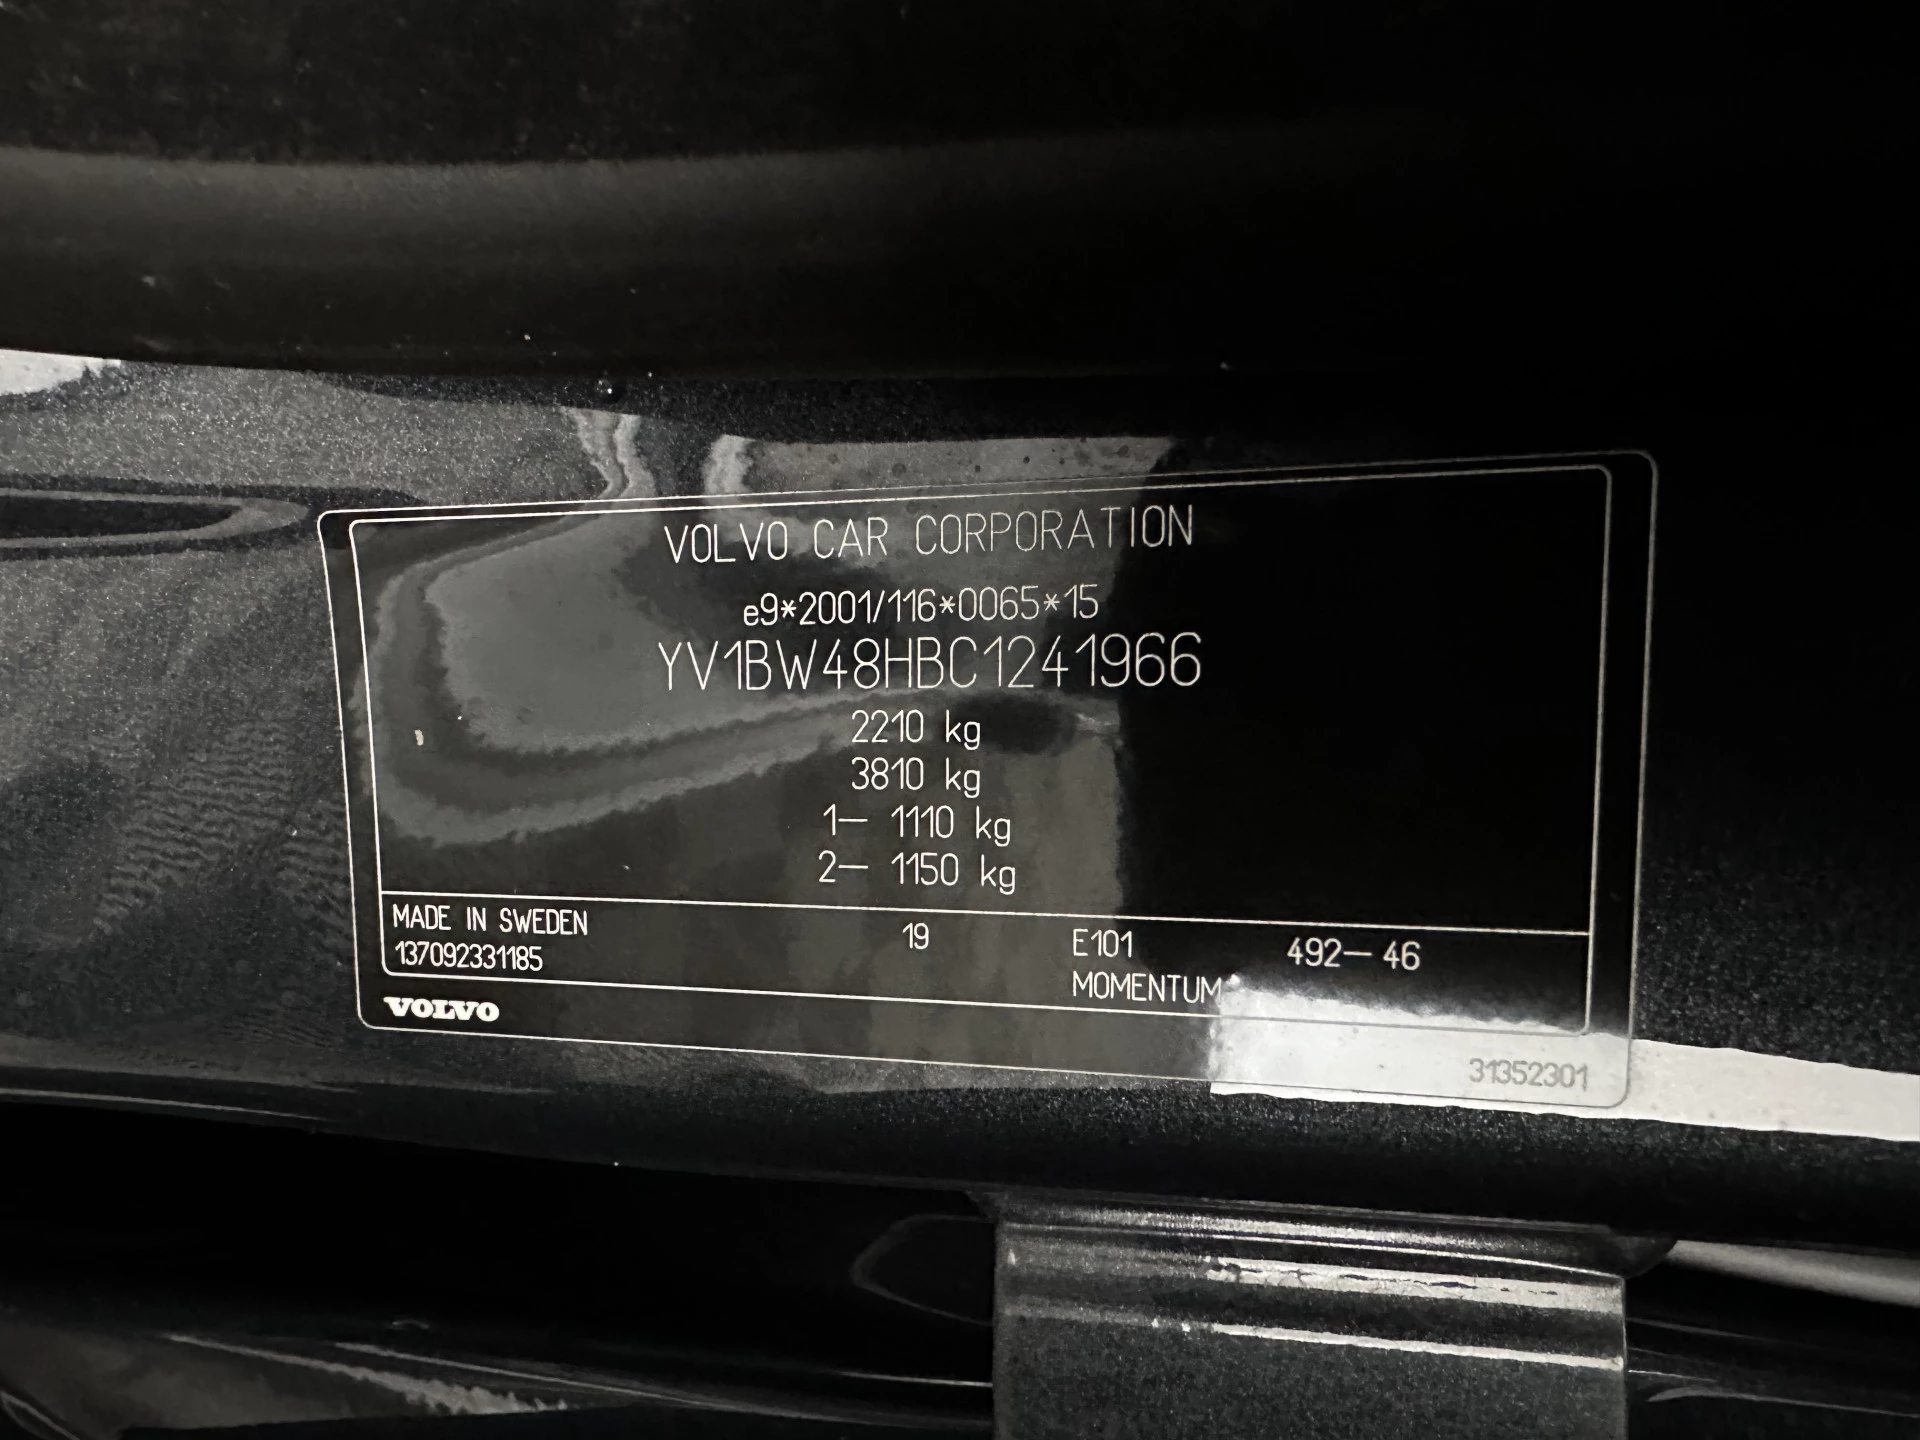 VOLVO CAR CORPORATION
e9*2001/116*0065*15
YV1BW48HBC1241966
2210 kg
3810 kg
1– 1110 kg
2– 1150 kg
MADE IN SWEDEN
137092331185
19
E101
MOMENTUM
492–46
VOLVO
31352301